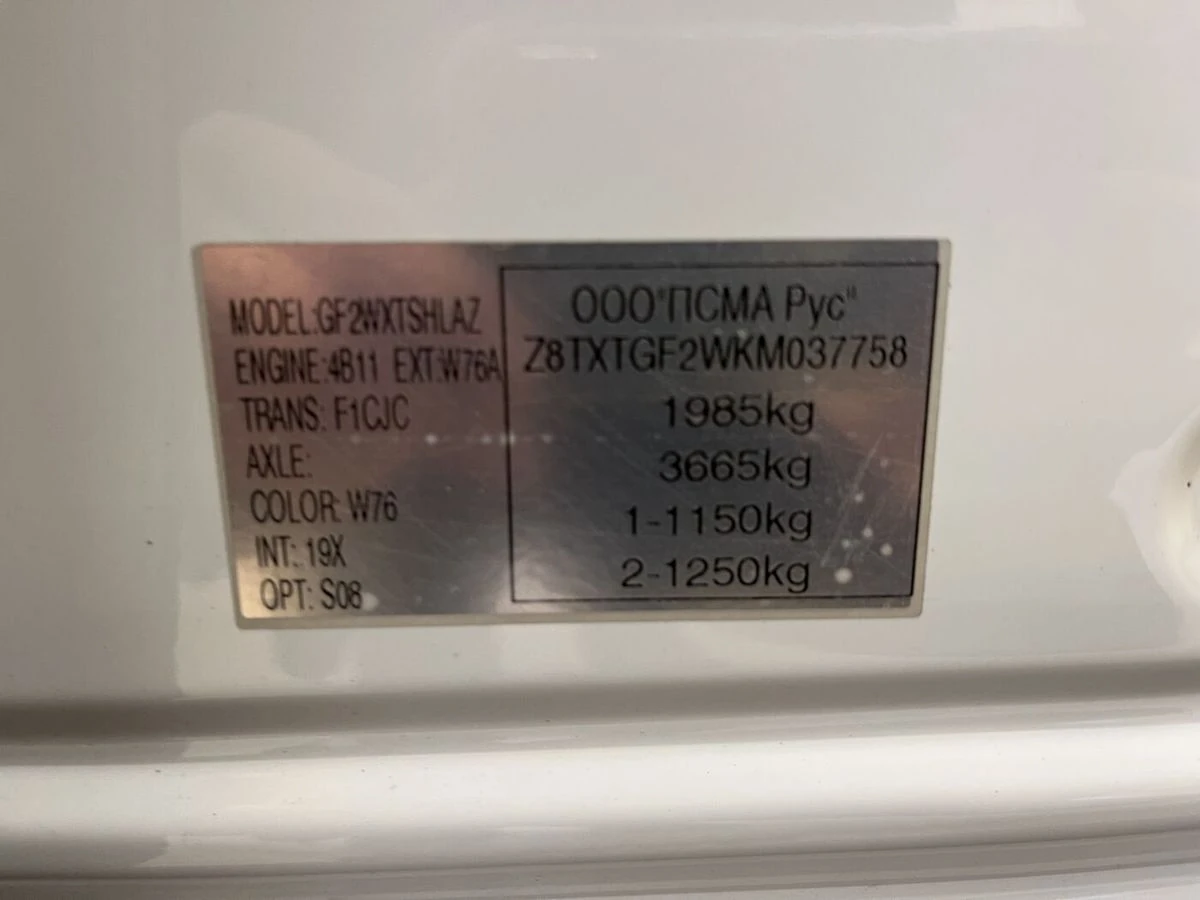 MODEL:GF2WXTSHLAZ
ENGINE:4B11 EXT:W76A
TRANS: F1CJC
AXLE:
COLOR: W76
INT: 19X
OPT: S08
ООО"ПСМА Рус"
Z8TXTGF2WKM037758
1985kg
3665kg
1-1150kg
2-1250kg